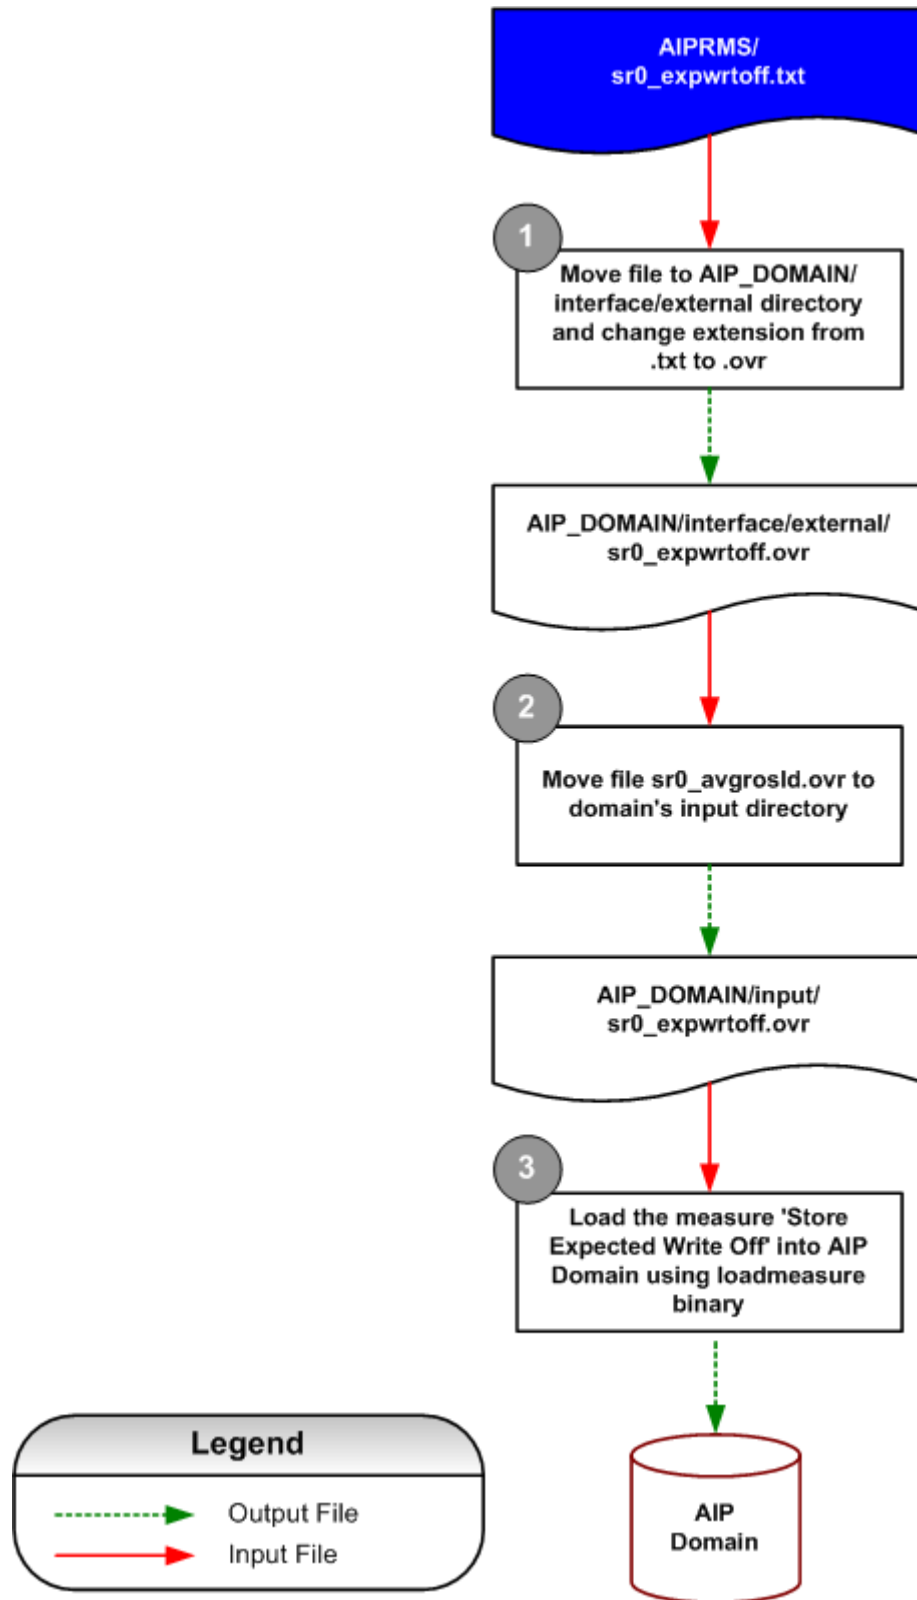 AIPRMS/
sr0_expwrtoff.txt
1
Move file to AIP_DOMAIN/
interface/external directory
and change extension from
.txt to .ovr
AIP_DOMAIN/interface/external/
sr0_expwrtoff.ovr
2
Move file sr0_avgrosld.ovr to
domain's input directory
AIP_DOMAIN/input/
sr0_expwrtoff.ovr
3
Load the measure 'Store
Expected Write Off' into AIP
Domain using loadmeasure
binary
AIP
Domain
Legend
Output File
Input File